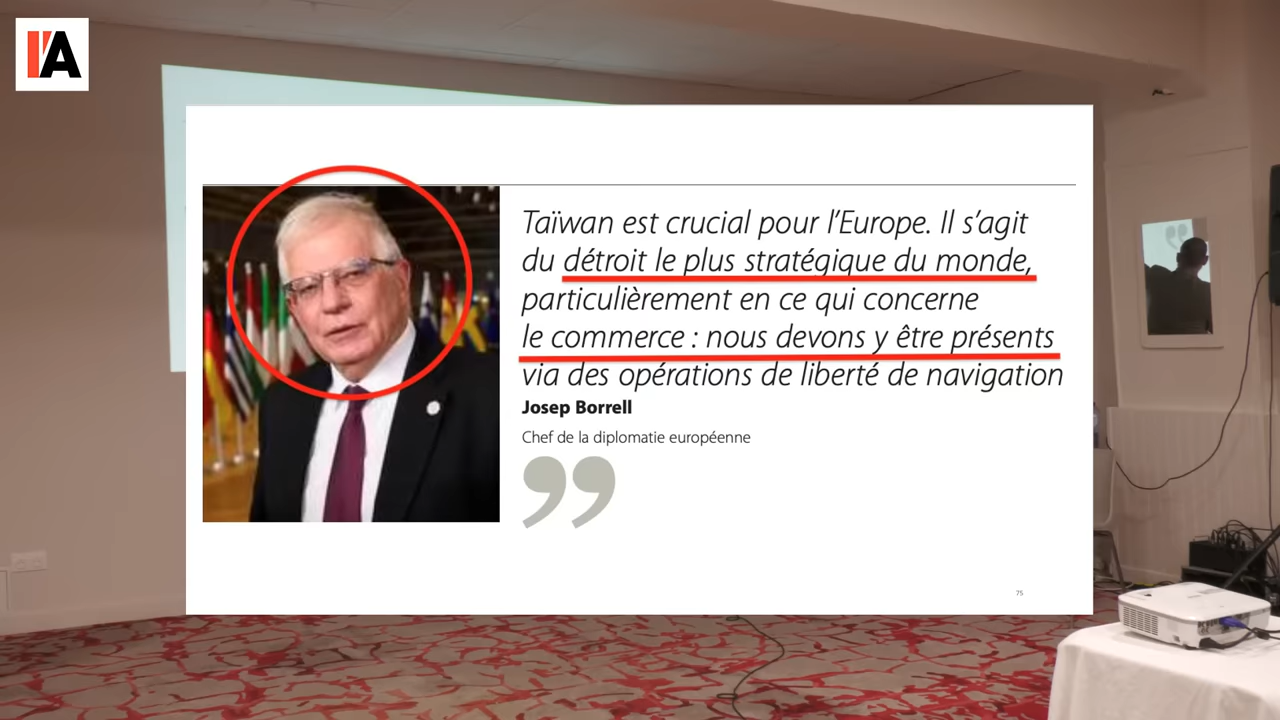 I'A
Taïwan est crucial pour l'Europe. Il s'agit
du détroit le plus stratégique du monde,
particulièrement en ce qui concerne
le commerce : nous devons y être présents
via des opérations de liberté de navigation
Josep Borrell
Chef de la diplomatie européenne
”
75